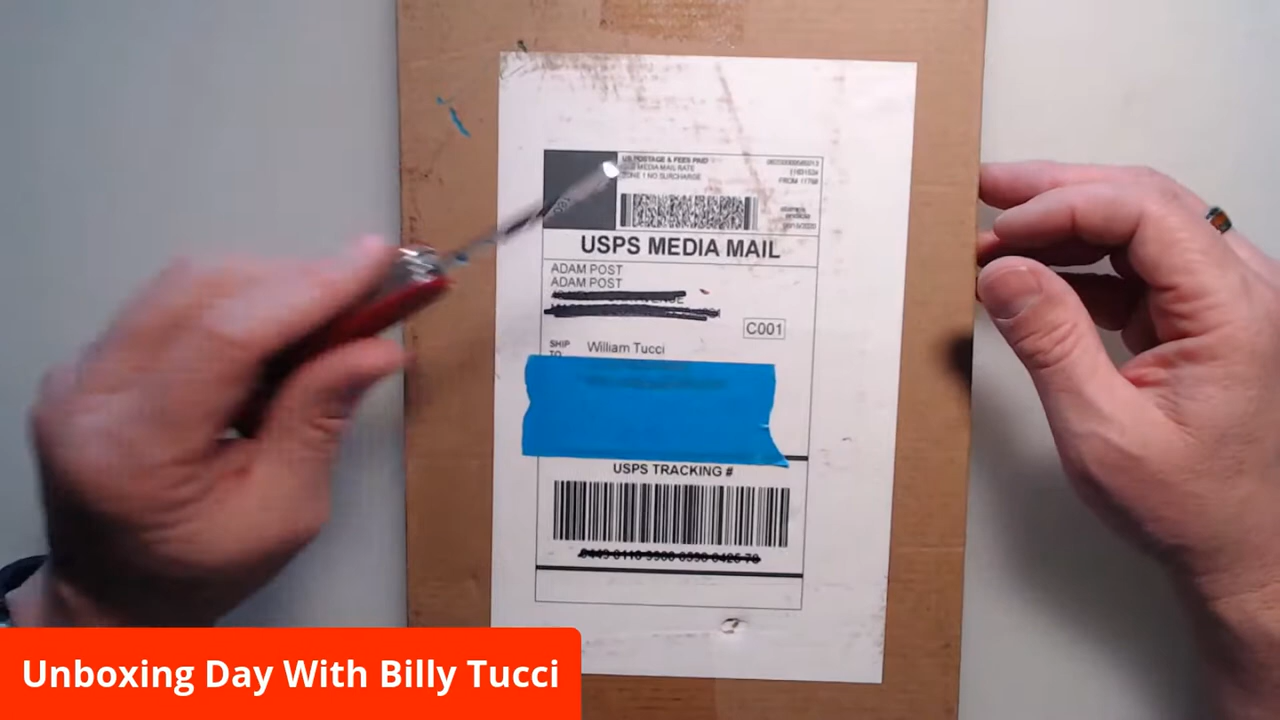 US POSTAGE & FEES PAID
MEDIA MAIL RATE
ZONE 1 NO SURCHARGE
FROM 11758
USPS MEDIA MAIL
ADAM POST
ADAM POST
C001
SHIP
TO
William Tucci
USPS TRACKING #
Unboxing Day With Billy Tucci